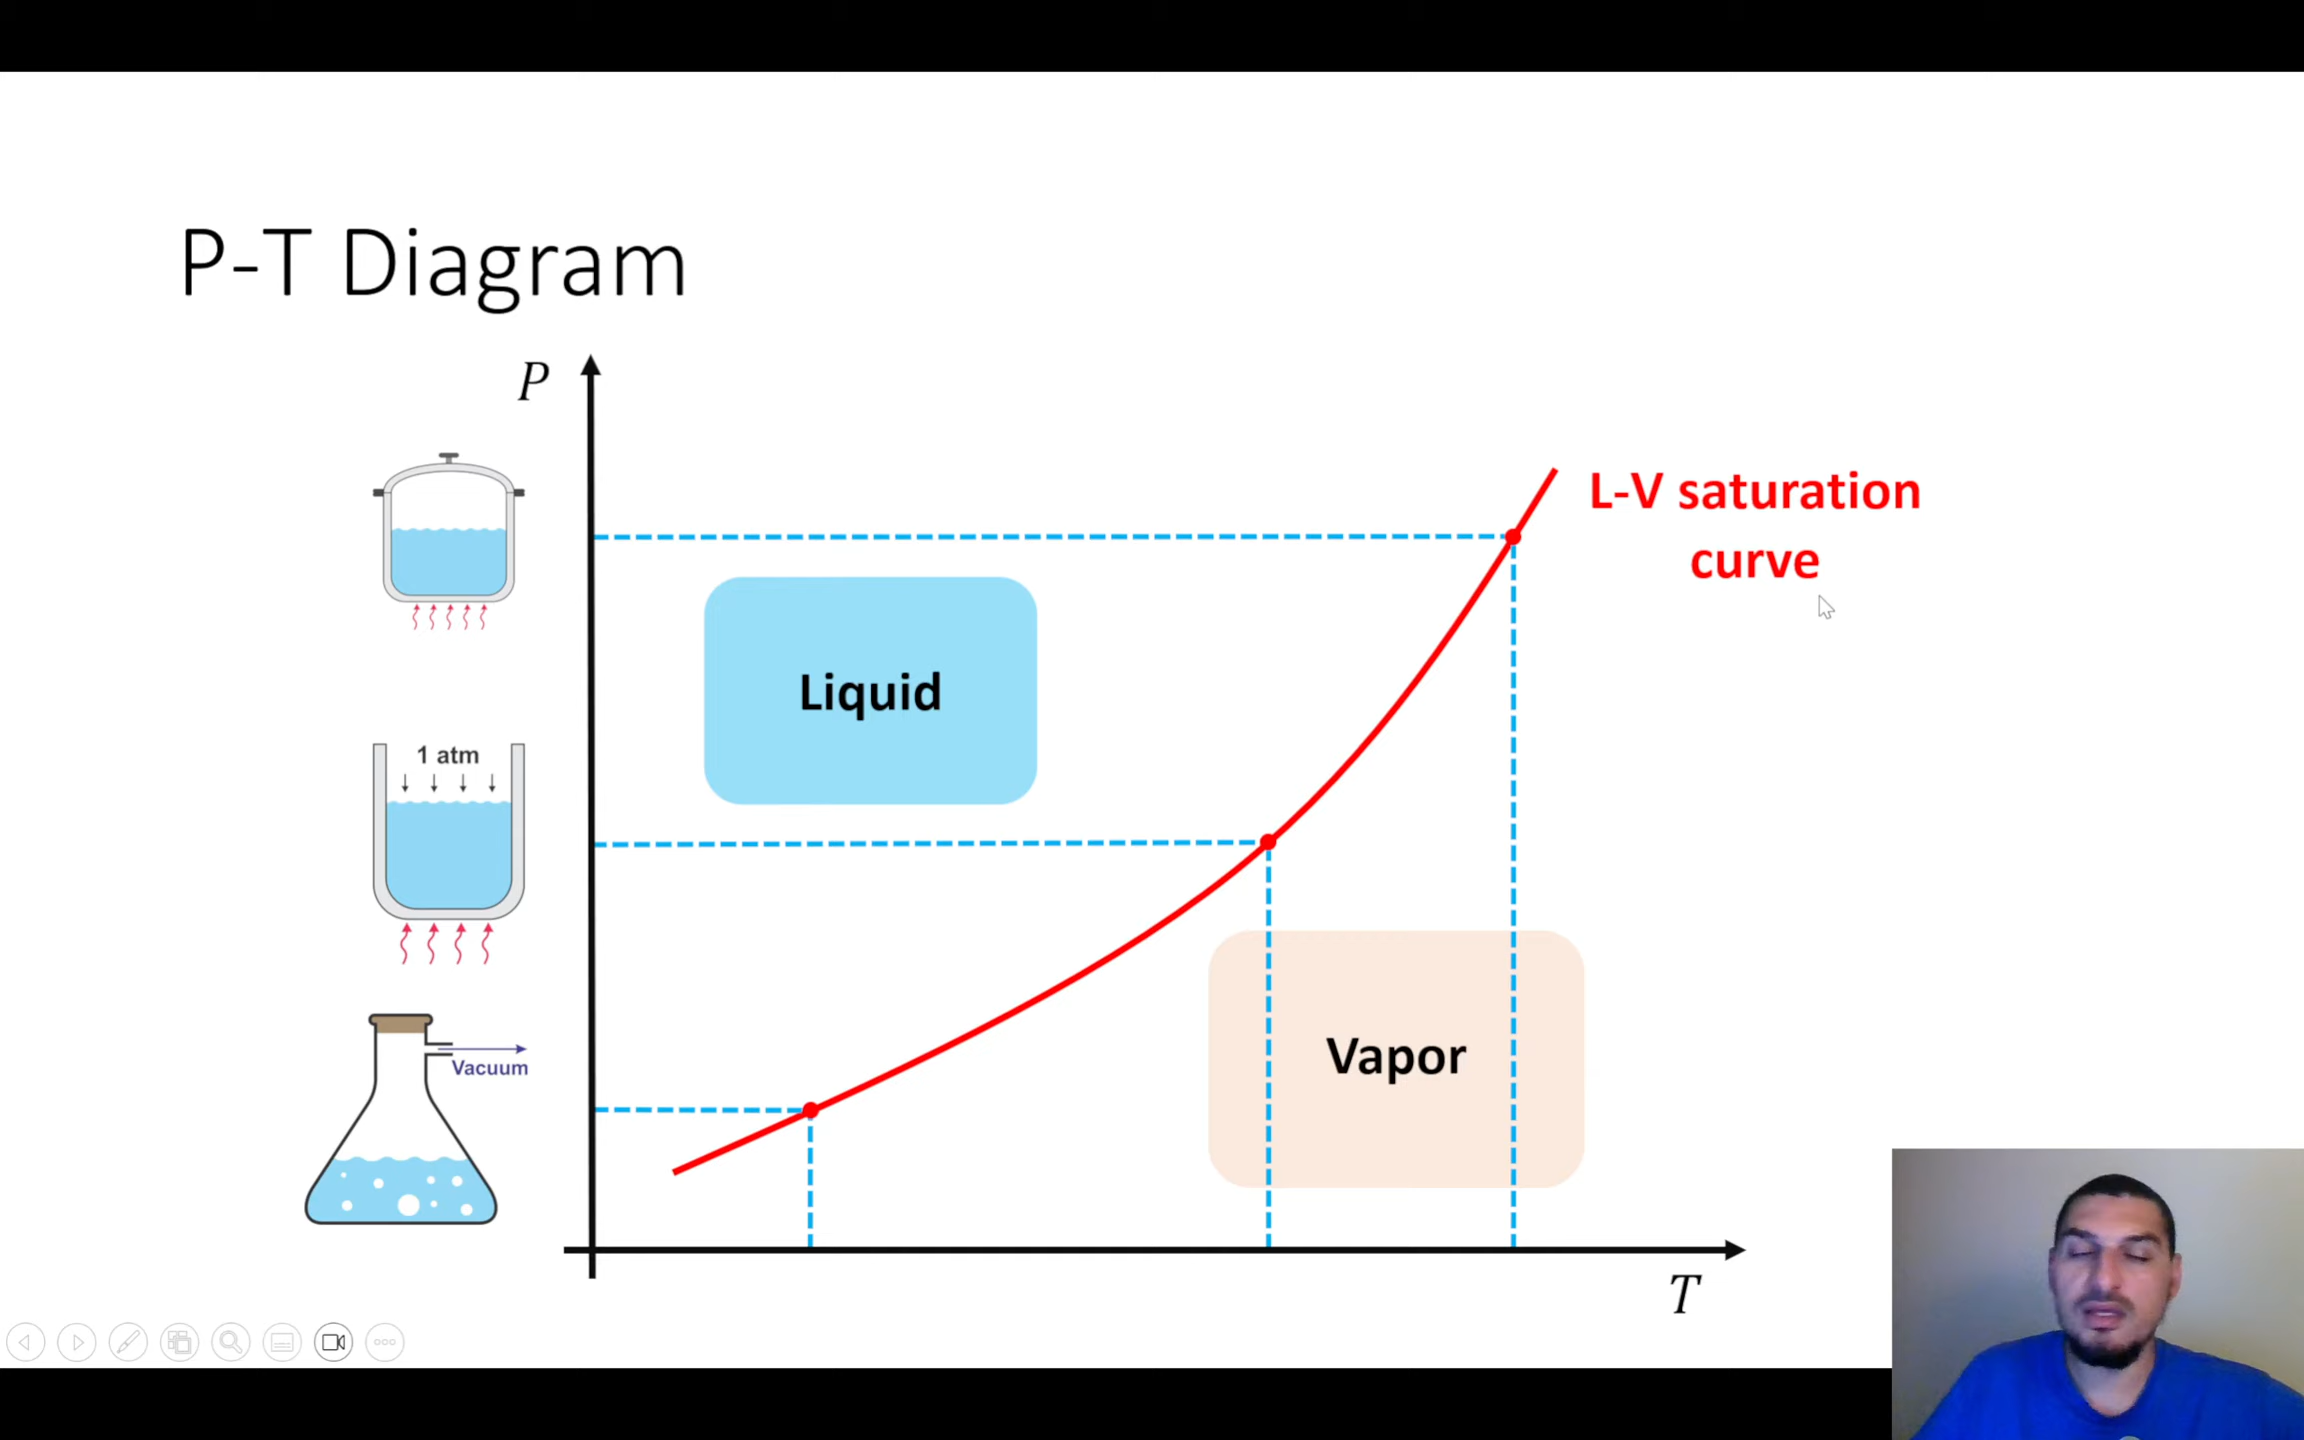 P-T Diagram
P
L-V saturation
curve
Liquid
1 atm
Vapor
Vacuum
T